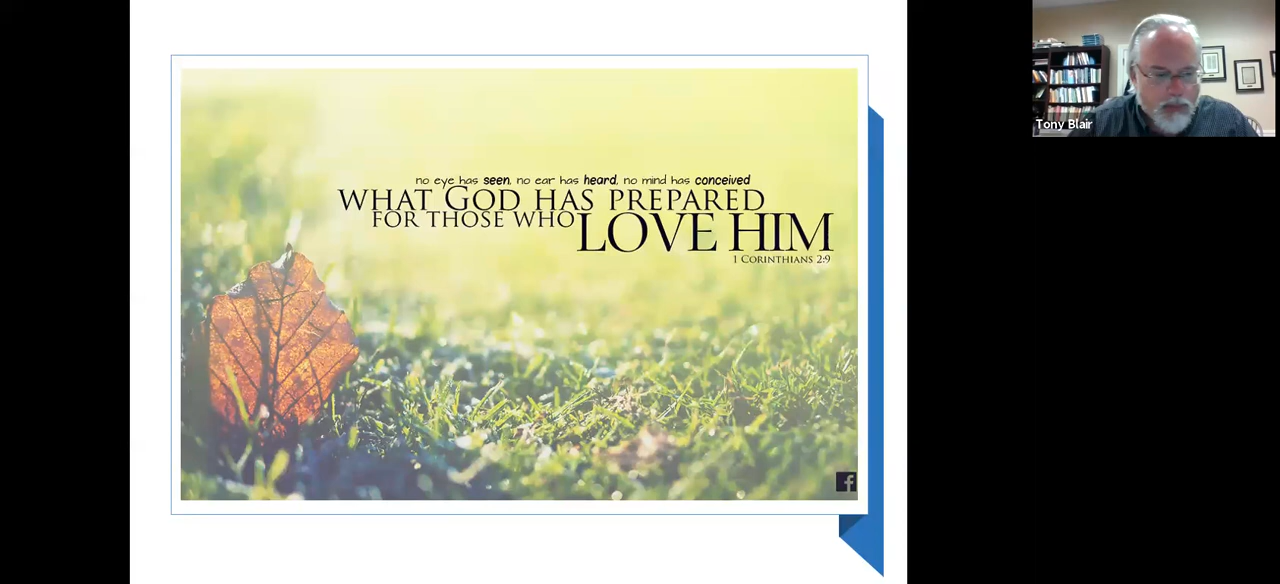 no eye has seen, no ear has heard, no mind has conceived
WHAT GOD HAS PREPARED
FOR THOSE WHO LOVE HIM
1 CORINTHIANS 2:9
Tony Blair